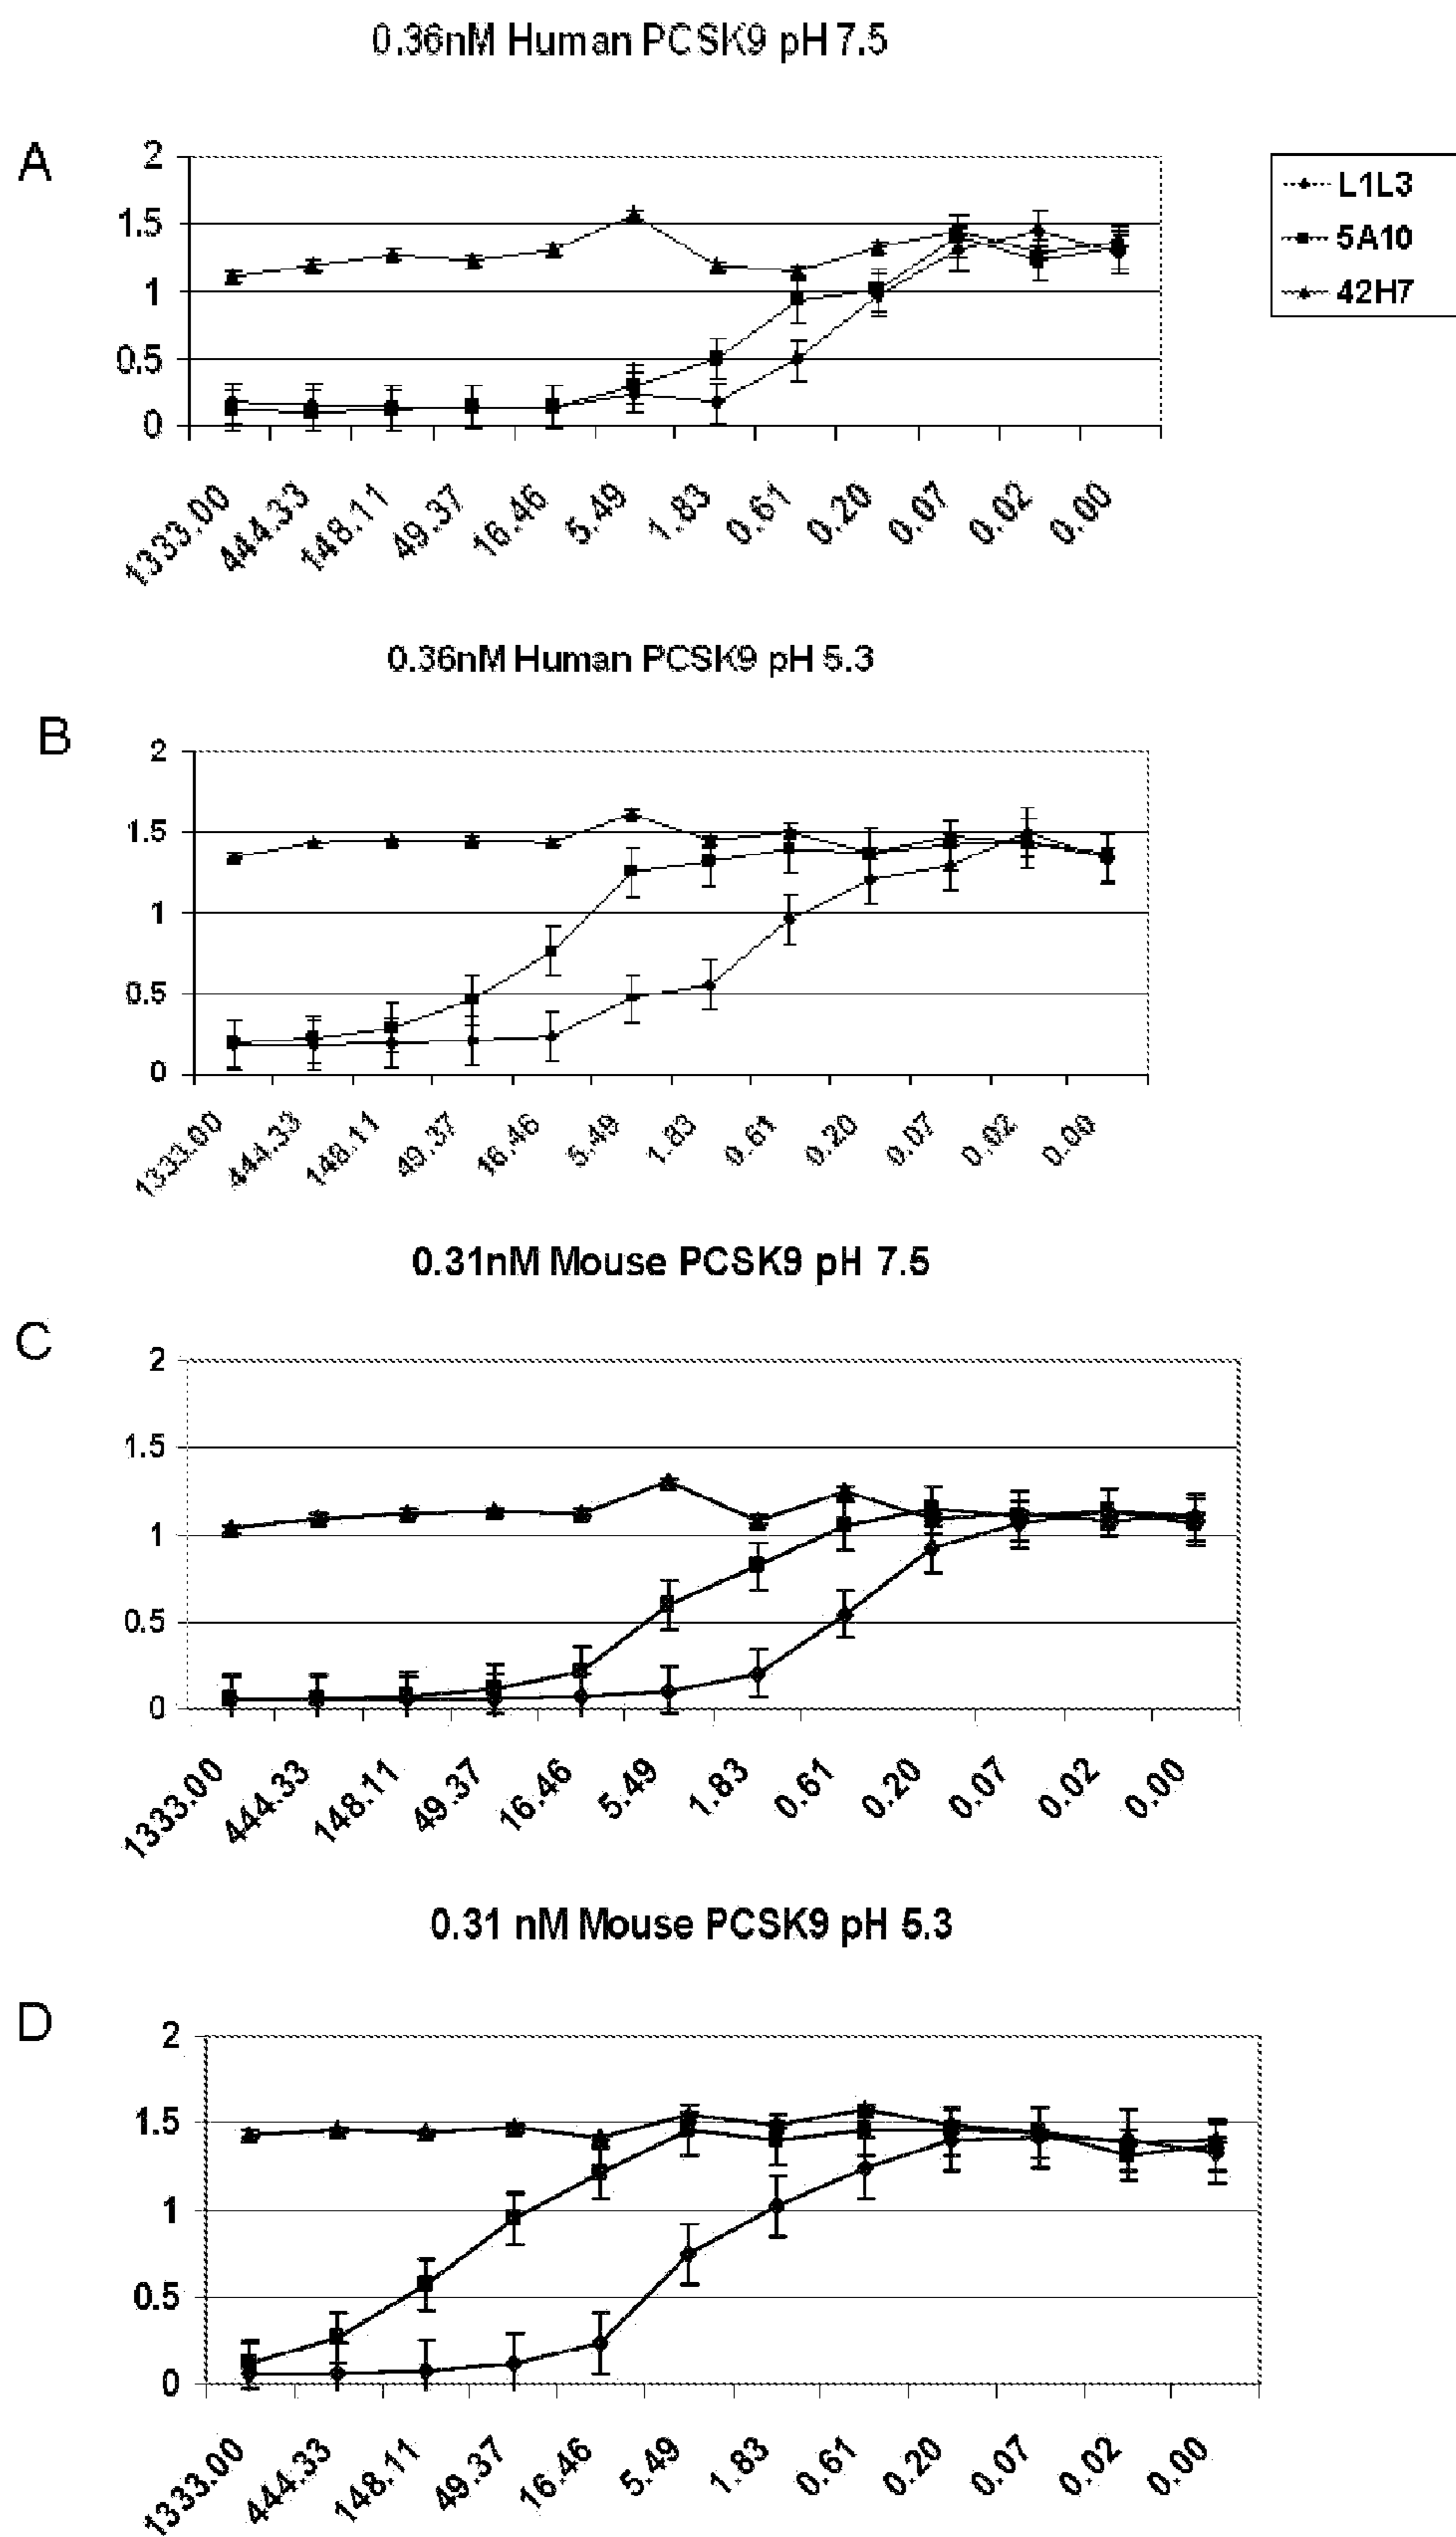 0.36nM Human PCSK9 pH 7.5
A
2
1.5
1
0.5
0
1333.00 444.33 148.11 49.37 16.46 5.49 1.83 0.61 0.20 0.07 0.02 0.00
L1L3
5A10
42H7
0.36nM Human PCSK9 pH 5.3
B
2
1.5
1
0.5
0
1333.00 444.33 148.11 49.37 16.46 5.49 1.83 0.61 0.20 0.07 0.02 0.00
0.31nM Mouse PCSK9 pH 7.5
C
2
1.5
1
0.5
0
1333.00 444.33 148.11 49.37 16.46 5.49 1.83 0.61 0.20 0.07 0.02 0.00
0.31 nM Mouse PCSK9 pH 5.3
D
2
1.5
1
0.5
0
1333.00 444.33 148.11 49.37 16.46 5.49 1.83 0.61 0.20 0.07 0.02 0.00